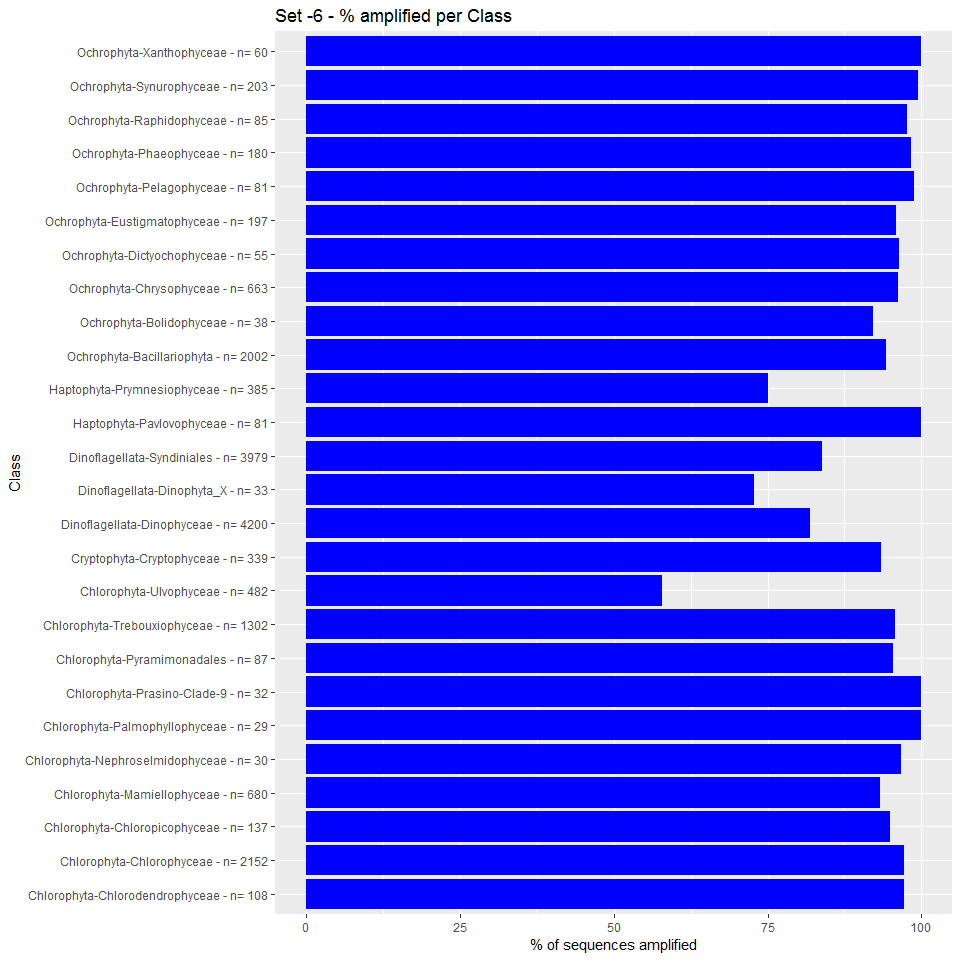 Set -6 - % amplified per Class
Ochrophyta-Xanthophyceae - n= 60
Ochrophyta-Synurophyceae - n= 203
Ochrophyta-Raphidophyceae - n= 85
Ochrophyta-Phaeophyceae - n= 180
Ochrophyta-Pelagophyceae - n= 81
Ochrophyta-Eustigmatophyceae - n= 197
Ochrophyta-Dictyochophyceae - n= 55
Ochrophyta-Chrysophyceae - n= 663
Ochrophyta-Bolidophyceae - n= 38
Ochrophyta-Bacillariophyta - n= 2002
Haptophyta-Prymnesiophyceae - n= 385
Haptophyta-Pavlovophyceae - n= 81
Dinoflagellata-Syndiniales - n= 3979
Dinoflagellata-Dinophyta_X - n= 33
Dinoflagellata-Dinophyceae - n= 4200
Cryptophyta-Cryptophyceae - n= 339
Chlorophyta-Ulvophyceae - n= 482
Chlorophyta-Trebouxiophyceae - n= 1302
Chlorophyta-Pyramimonadales - n= 87
Chlorophyta-Prasino-Clade-9 - n= 32
Chlorophyta-Palmophyllophyceae - n= 29
Chlorophyta-Nephroselmidophyceae - n= 30
Chlorophyta-Mamiellophyceae - n= 680
Chlorophyta-Chloropicophyceae - n= 137
Chlorophyta-Chlorophyceae - n= 2152
Chlorophyta-Chlorodendrophyceae - n= 108
Class
0 25 50 75 100
% of sequences amplified